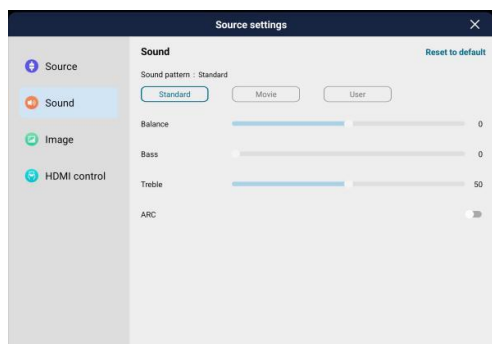 Source settings
Source
Sound
Image
HDMI control
Sound
Reset to default
Sound pattern : Standard
Standard Movie User
Balance 0
Bass 0
Treble 50
ARC